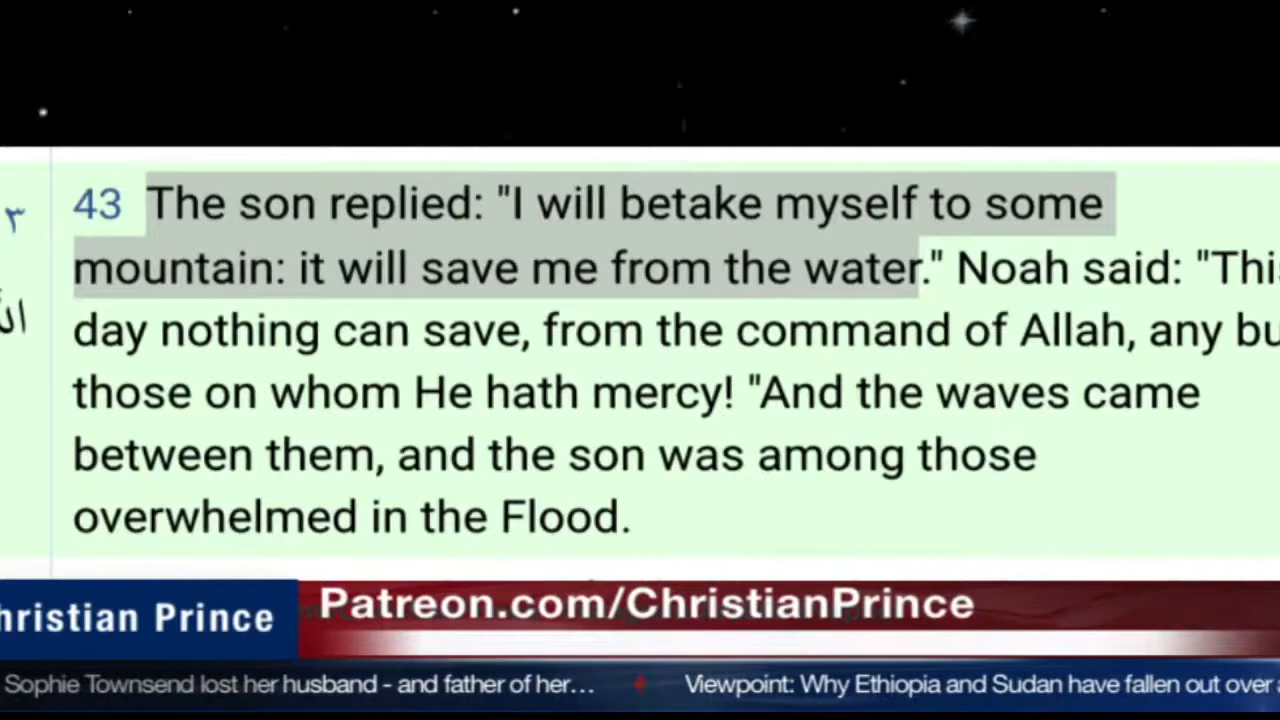 43 The son replied: "I will betake myself to some
mountain: it will save me from the water." Noah said: "This
day nothing can save, from the command of Allah, any bu
those on whom He hath mercy! "And the waves came
between them, and the son was among those
overwhelmed in the Flood.
٣
hristian Prince
Patreon.com/ChristianPrince
Sophie Townsend lost her husband - and father of her... Viewpoint: Why Ethiopia and Sudan have fallen out over